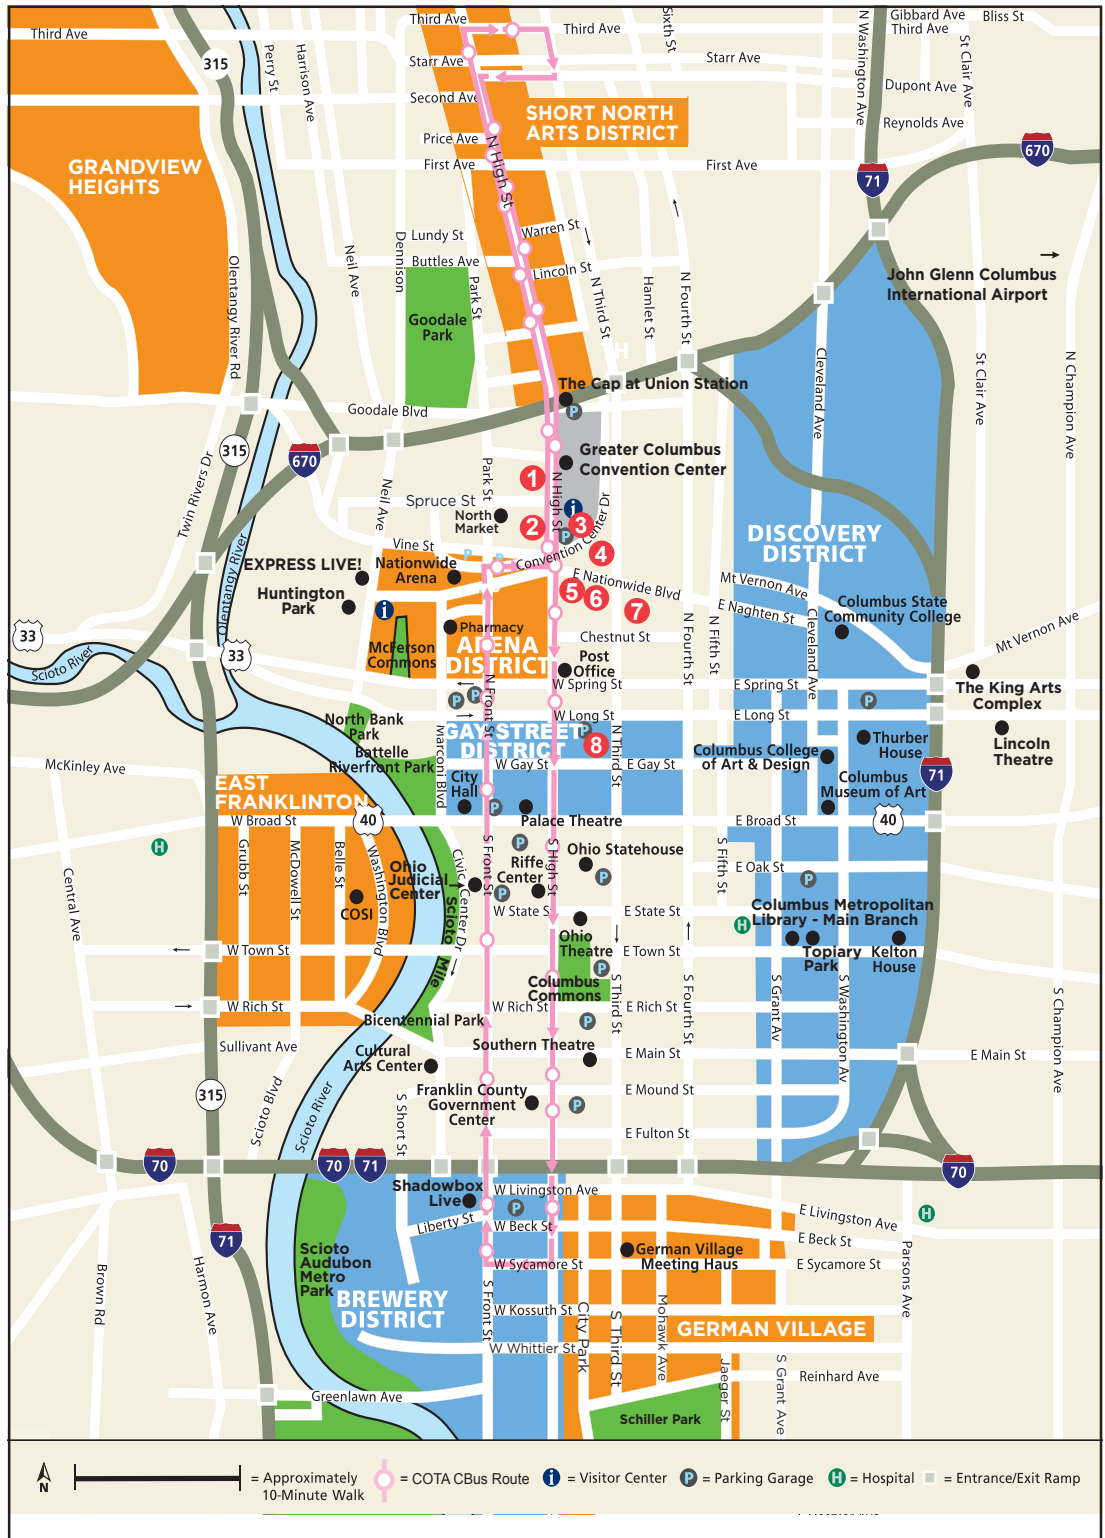 Third Ave
Third Ave
Third Ave
Sixth St
N Washington Ave
Gibbard Ave
Third Ave
Bliss St
St Clair Ave
315
Perry St
Harrison Ave
Starr Ave
Starr Ave
Second Ave
Dupont Ave
Reynolds Ave
SHORT NORTH
ARTS DISTRICT
Price Ave
First Ave
First Ave
N High St
670
71
GRANDVIEW
HEIGHTS
Warren St
Lundy St
Buttles Ave
Lincoln St
Dennison
Neil Ave
Olentangy River Rd
Park St
N Third St
Hamlet St
N Fourth St
John Glenn Columbus
International Airport
Goodale
Park
H
Cleveland Ave
St Clair Ave
N Champion Ave
The Cap at Union Station
P
Goodale Blvd
315
670
Greater Columbus
Convention Center
Twin Rivers Dr
Neil Ave
Park St
1
N High St
Spruce St
North
Market
2
i
3
P
Convention Center Dr
4
DISCOVERY
DISTRICT
Vine St
P
P
EXPRESS LIVE!
Nationwide
Arena
Olentangy River
Huntington
Park
i
5
6
7
E Nationwide Blvd
Mt Vernon Ave
E Naghten St
Columbus State
Community College
Mt Vernon Ave
33
33
Scioto River
Pharmacy
McFerson
Commons
ARENA
DISTRICT
Chestnut St
Post
Office
N Fourth St
N Fifth St
Cleveland Ave
W Spring St
E Spring St
The King Arts
Complex
P
P
P
N Front St
North Bank
Park
W Long St
E Long St
GAY STREET
DISTRICT
P
8
N Third St
Lincoln
Theatre
Thurber
House
Battelle
Riverfront Park
Marconi Blvd
W Gay St
E Gay St
Columbus College
of Art & Design
McKinley Ave
City
Hall
P
Columbus
Museum of Art
71
EAST
FRANKLINTON
40
W Broad St
Palace Theatre
E Broad St
40
H
Central Ave
Grubb St
McDowell St
Belle St
Washington Blvd
COSI
Ohio
Judicial
Center
Civic Center Dr
Scioto Mile
S Front St
P
Riffe
Center
P
S High St
Ohio Statehouse
P
S Fifth St
E Oak St
P
W State S
E State St
Columbus Metropolitan
Library - Main Branch
H
W Town St
Ohio
Theatre
E Town St
Topiary
Park
Kelton
House
P
Columbus
Commons
S Third St
S Fourth St
S Grant Av
S Washington Av
S Champion Ave
W Rich St
W Rich St
E Rich St
Bicentennial Park
P
Sullivant Ave
Cultural
Arts Center
Southern Theatre
E Main St
E Main St
315
Scioto Blvd
Scioto River
S Short St
Franklin County
Government
Center
E Mound St
P
E Fulton St
70
70
71
70
Shadowbox
Live
W Livingston Ave
P
Liberty St
W Beck St
E Livingston Ave
E Beck St
H
71
Scioto
Audubon
Metro
Park
German Village
Meeting Haus
W Sycamore St
E Sycamore St
Brown Rd
Harmon Ave
Parsons Ave
BREWERY
DISTRICT
S Front St
W Kossuth St
City Park
S Third St
Mohawk Ave
GERMAN VILLAGE
W Whittier St
Jaeger St
S Grant Ave
Reinhard Ave
Greenlawn Ave
Schiller Park
N
= Approximately
10-Minute Walk
= COTA CBus Route
i
= Visitor Center
P
= Parking Garage
H
= Hospital
= Entrance/Exit Ramp